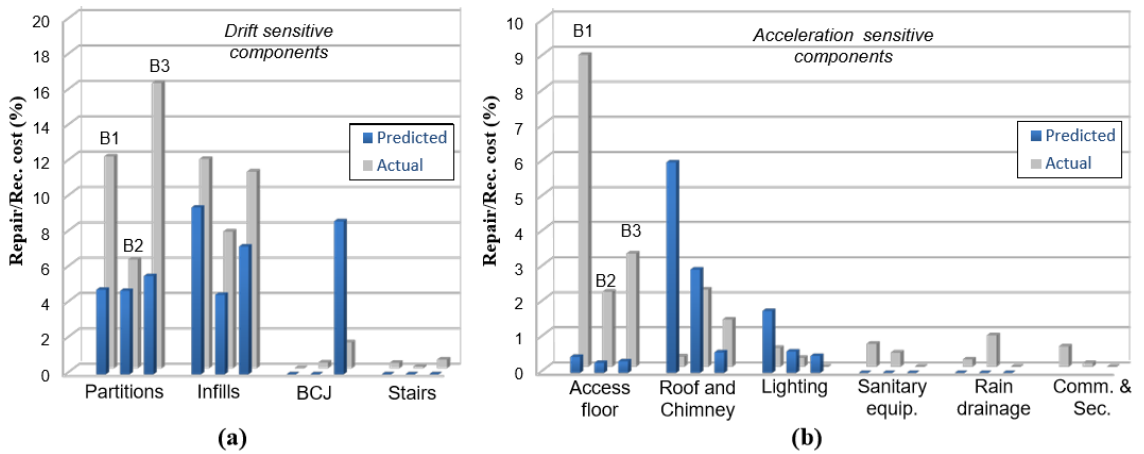 20
18
16
14
12
10
8
6
4
2
0
Repair/Rec. cost (%)
Drift sensitive
components
B1
B2
B3
Predicted
Actual
Partitions
Infills
BCJ
Stairs
(a)
10
9
8
7
6
5
4
3
2
1
0
Repair/Rec. cost (%)
Acceleration sensitive
components
B1
B2
B3
Predicted
Actual
Access
floor
Roof and
Chimney
Lighting
Sanitary
equip.
Rain
drainage
Comm. &
Sec.
(b)